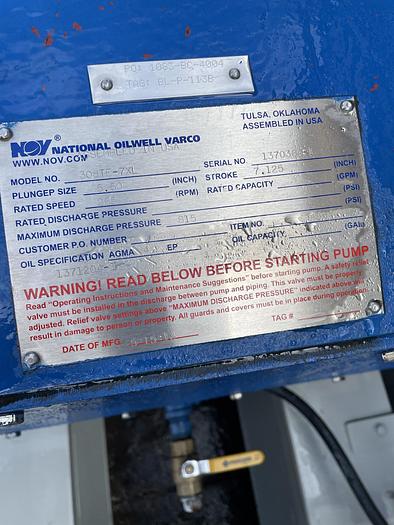 PO: 1863-BC-4004
TAG: BL-P-113B
NOV® NATIONAL OILWELL VARCO
WWW.NOV.COM
TULSA, OKLAHOMA
ASSEMBLED IN USA
MODEL NO.
SERIAL NO.
PLUNGER SIZE (INCH) STROKE 7.125 (INCH)
RATED SPEED (RPM) RATED CAPACITY (GPM)
RATED DISCHARGE PRESSURE (PSI)
MAXIMUM DISCHARGE PRESSURE 815 (PSI)
CUSTOMER P.O. NUMBER ITEM NO.
OIL SPECIFICATION AGMA EP OIL CAPACITY (GAL)
WARNING! READ BELOW BEFORE STARTING PUMP
Read "Operating Instructions and Maintenance Suggestions" before starting pump. A safety relief
valve must be installed in the discharge between pump and piping. This valve must be properly
adjusted. Relief valve settings above "MAXIMUM DISCHARGE PRESSURE" indicated above will
result in damage to person or property. All guards and covers must be in place during operation.
DATE OF MFG. TAG #